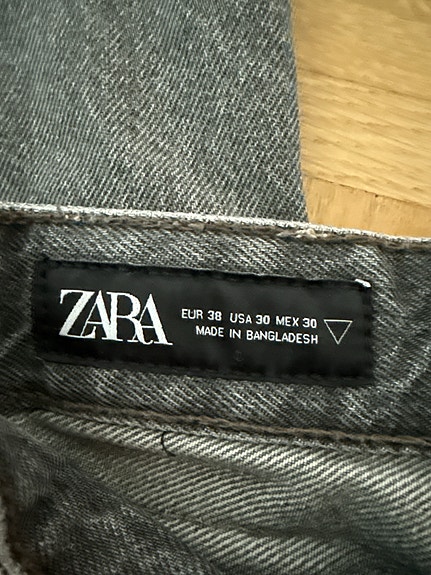 ZARA
EUR 38 USA 30 MEX 30
MADE IN BANGLADESH